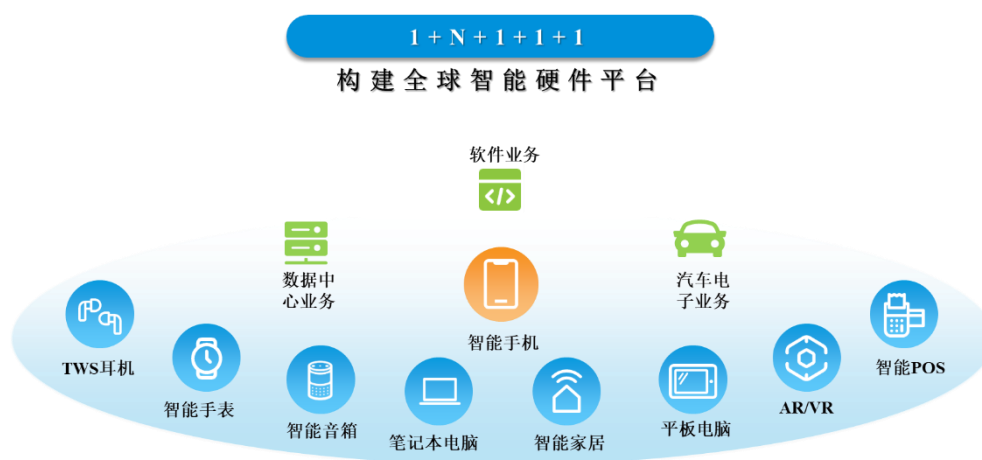 1 + N + 1 + 1 + 1
构建全球智能硬件平台
软件业务
</>
数据中
心业务
汽车电
子业务
智能手机
TWS耳机
智能手表
智能音箱
笔记本电脑
智能家居
平板电脑
AR/VR
智能POS